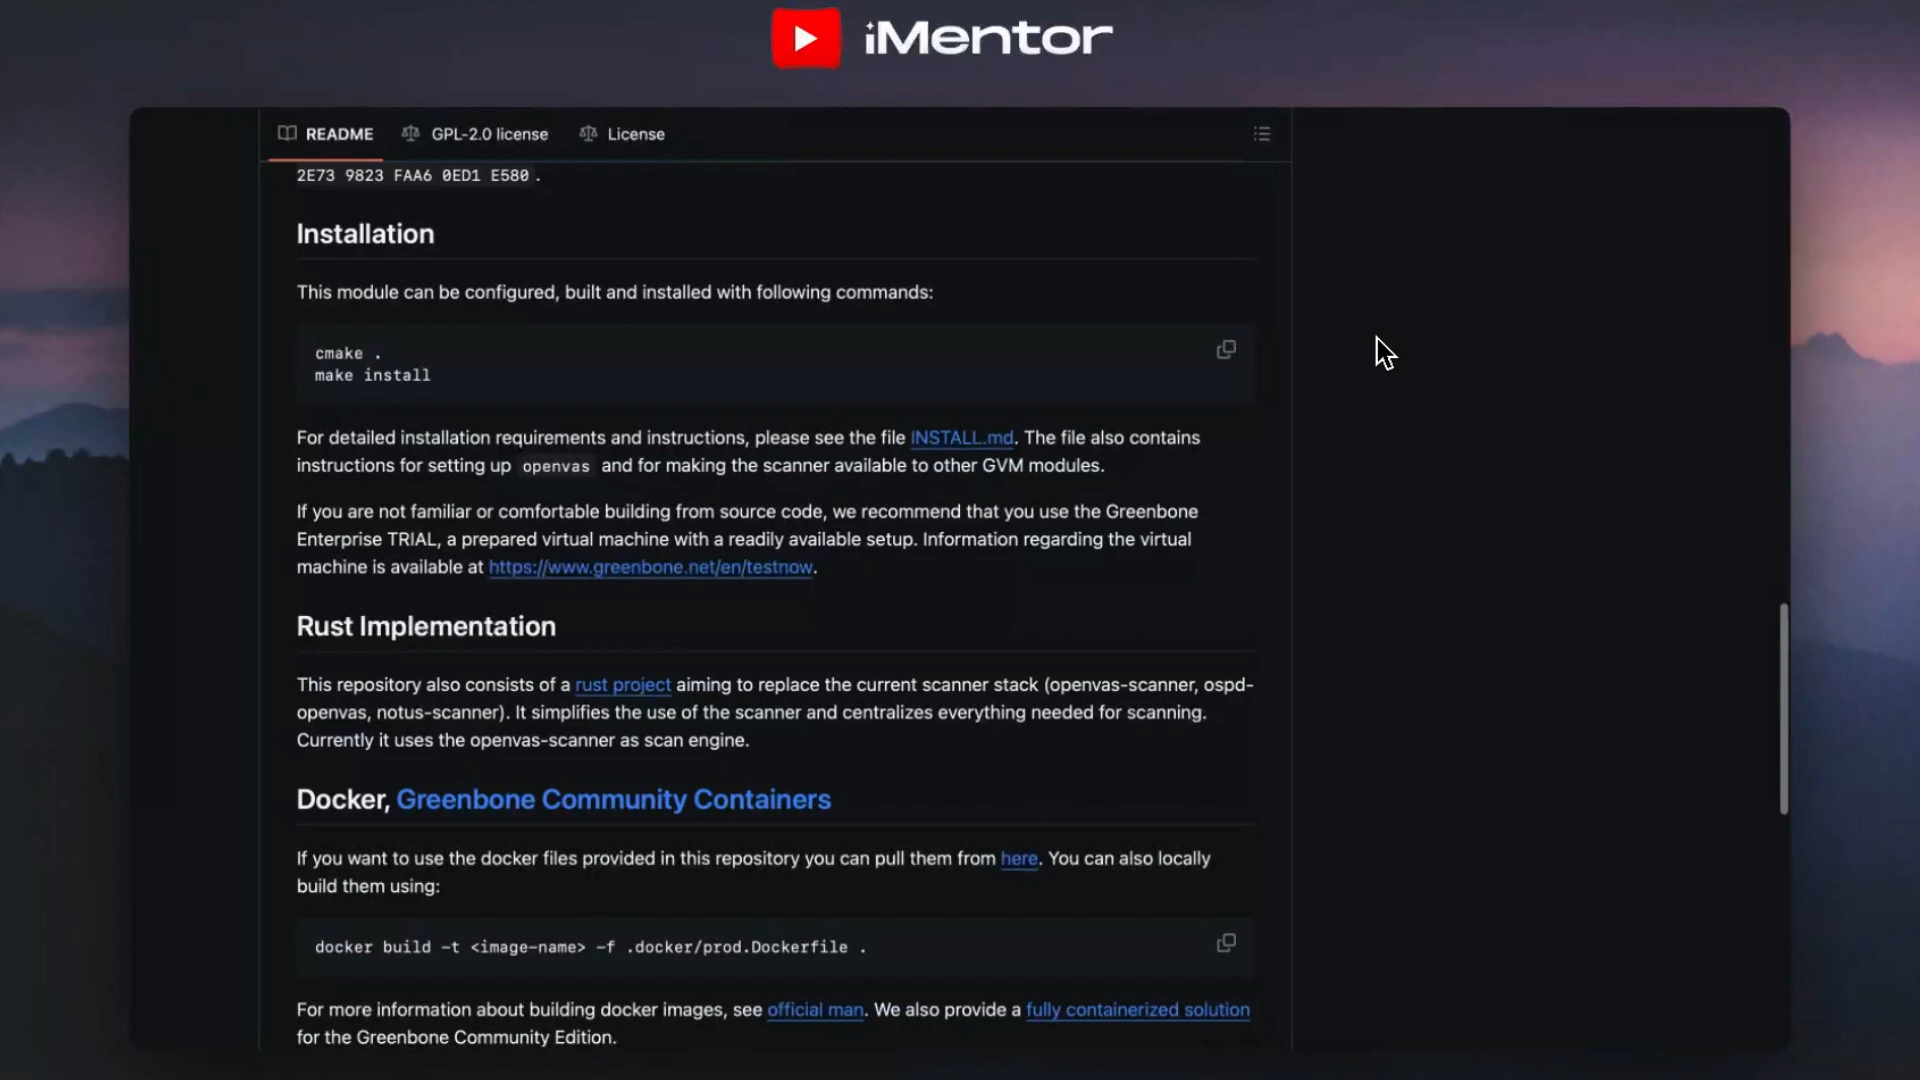 iMentor
README GPL-2.0 license License
2E73 9823 FAA6 0ED1 E580 .
Installation
This module can be configured, built and installed with following commands:
cmake .
make install
For detailed installation requirements and instructions, please see the file INSTALL.md. The file also contains
instructions for setting up openvas and for making the scanner available to other GVM modules.
If you are not familiar or comfortable building from source code, we recommend that you use the Greenbone
Enterprise TRIAL, a prepared virtual machine with a readily available setup. Information regarding the virtual
machine is available at https://www.greenbone.net/en/testnow.
Rust Implementation
This repository also consists of a rust project aiming to replace the current scanner stack (openvas-scanner, ospd-
openvas, notus-scanner). It simplifies the use of the scanner and centralizes everything needed for scanning.
Currently it uses the openvas-scanner as scan engine.
Docker, Greenbone Community Containers
If you want to use the docker files provided in this repository you can pull them from here. You can also locally
build them using:
docker build -t <image-name> -f .docker/prod.Dockerfile .
For more information about building docker images, see official man. We also provide a fully containerized solution
for the Greenbone Community Edition.